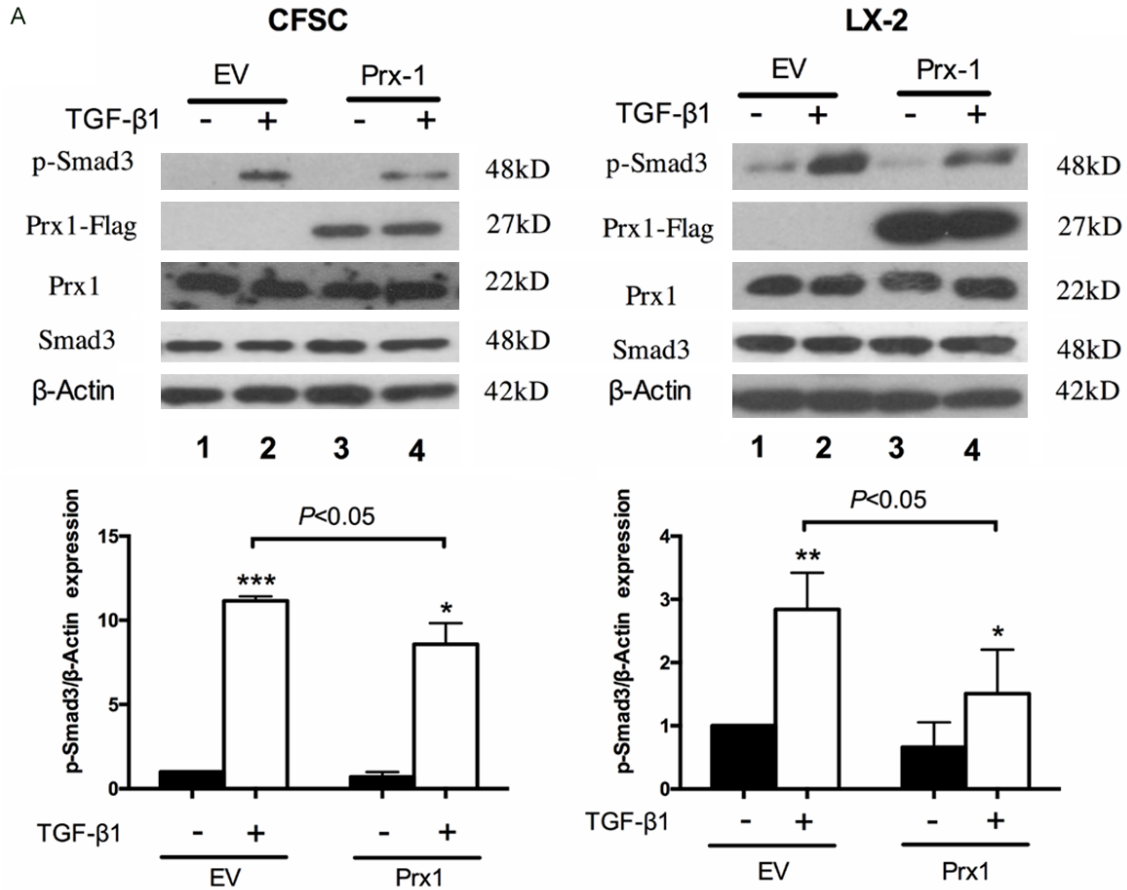 A
CFSC
EV Prx-1
TGF-β1 - + - +
p-Smad3 48kD
Prx1-Flag 27kD
Prx1 22kD
Smad3 48kD
β-Actin 42kD
1 2 3 4
LX-2
EV Prx-1
TGF-β1 - + - +
p-Smad3 48kD
Prx1-Flag 27kD
Prx1 22kD
Smad3 48kD
β-Actin 42kD
1 2 3 4
p-Smad3/β-Actin expression
P<0.05
15
10
5
0
***
*
TGF-β1 - + - +
EV Prx1
p-Smad3/β-Actin expression
P<0.05
4
3
2
1
0
**
*
TGF-β1 - + - +
EV Prx1